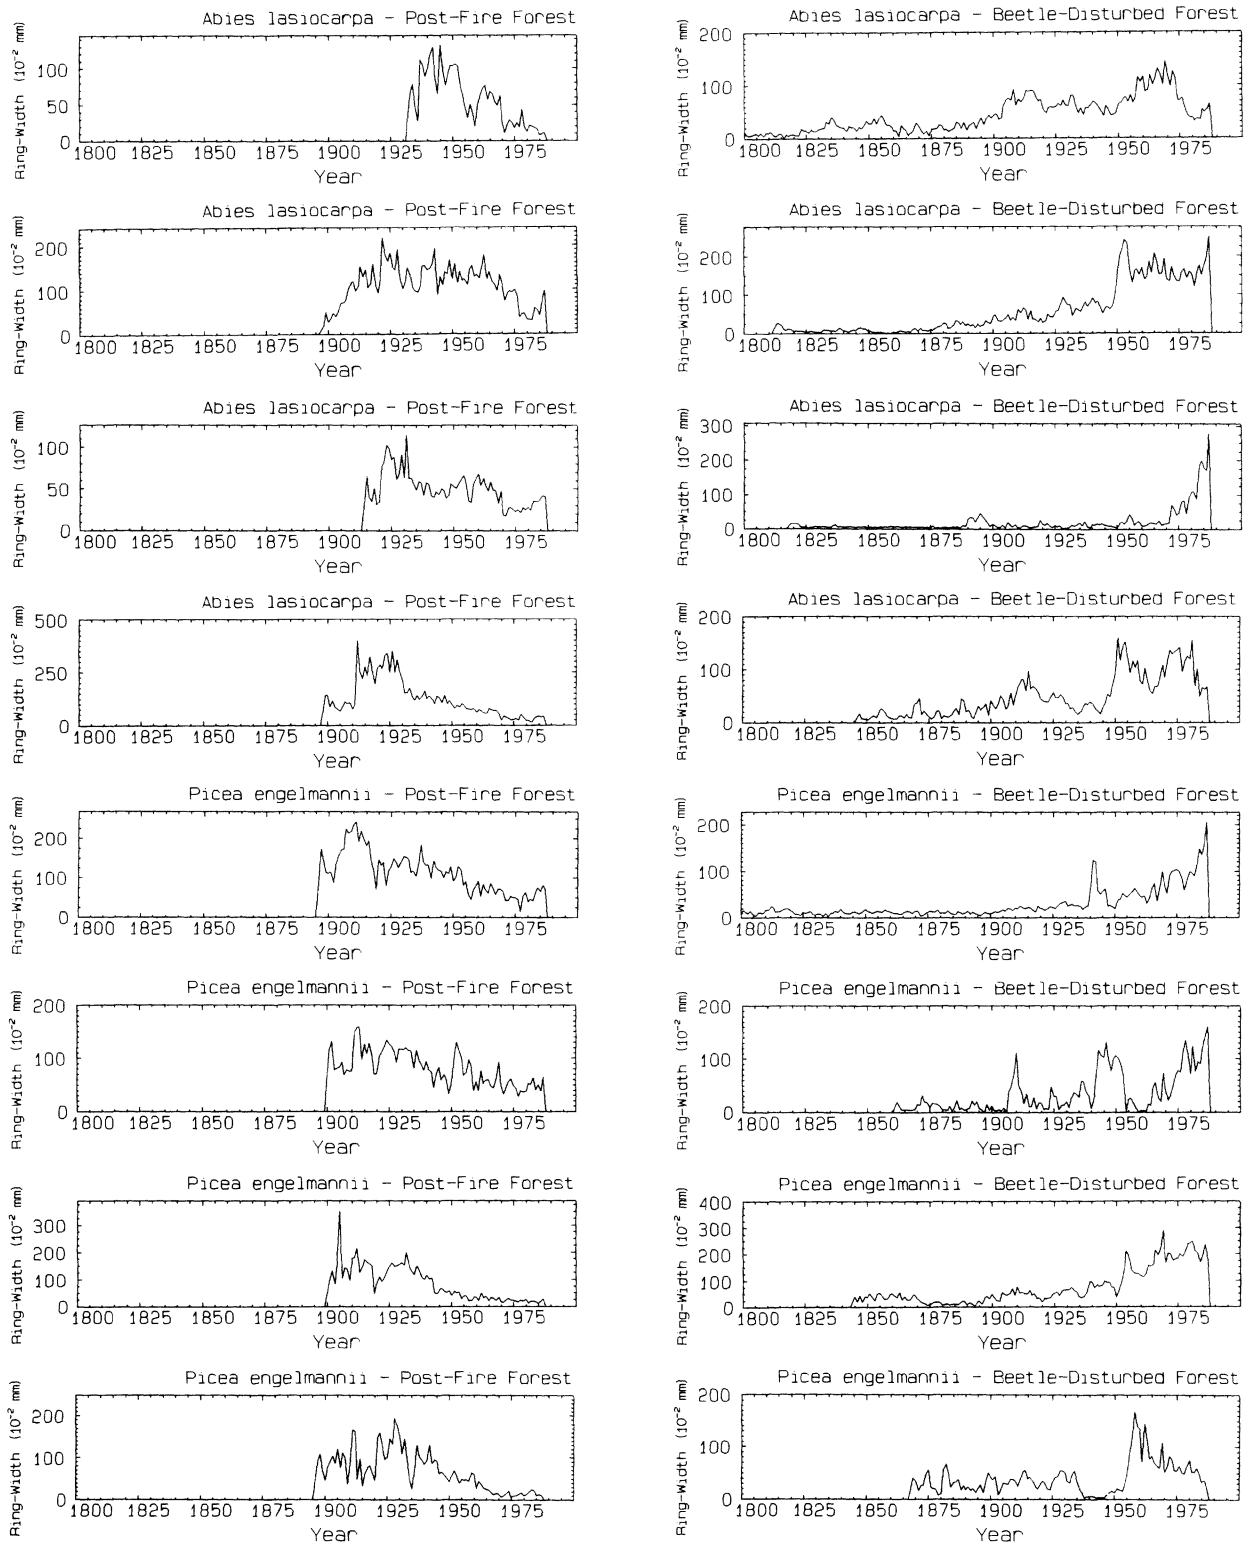 Abies lasiocarpa - Post-Fire Forest
Ring-Width (10⁻² mm)
100
50
0
1800 1825 1850 1875 1900 1925 1950 1975
Year
Abies lasiocarpa - Beetle-Disturbed Forest
Ring-Width (10⁻² mm)
200
100
0
1800 1825 1850 1875 1900 1925 1950 1975
Year
Abies lasiocarpa - Post-Fire Forest
Ring-Width (10⁻² mm)
200
100
0
1800 1825 1850 1875 1900 1925 1950 1975
Year
Abies lasiocarpa - Beetle-Disturbed Forest
Ring-Width (10⁻² mm)
200
100
0
1800 1825 1850 1875 1900 1925 1950 1975
Year
Abies lasiocarpa - Post-Fire Forest
Ring-Width (10⁻² mm)
100
50
0
1800 1825 1850 1875 1900 1925 1950 1975
Year
Abies lasiocarpa - Beetle-Disturbed Forest
Ring-Width (10⁻² mm)
300
200
100
0
1800 1825 1850 1875 1900 1925 1950 1975
Year
Abies lasiocarpa - Post-Fire Forest
Ring-Width (10⁻² mm)
500
250
0
1800 1825 1850 1875 1900 1925 1950 1975
Year
Abies lasiocarpa - Beetle-Disturbed Forest
Ring-Width (10⁻² mm)
200
100
0
1800 1825 1850 1875 1900 1925 1950 1975
Year
Picea engelmannii - Post-Fire Forest
Ring-Width (10⁻² mm)
200
100
0
1800 1825 1850 1875 1900 1925 1950 1975
Year
Picea engelmannii - Beetle-Disturbed Forest
Ring-Width (10⁻² mm)
200
100
0
1800 1825 1850 1875 1900 1925 1950 1975
Year
Picea engelmannii - Post-Fire Forest
Ring-Width (10⁻² mm)
200
100
0
1800 1825 1850 1875 1900 1925 1950 1975
Year
Picea engelmannii - Beetle-Disturbed Forest
Ring-Width (10⁻² mm)
200
100
0
1800 1825 1850 1875 1900 1925 1950 1975
Year
Picea engelmannii - Post-Fire Forest
Ring-Width (10⁻² mm)
300
200
100
0
1800 1825 1850 1875 1900 1925 1950 1975
Year
Picea engelmannii - Beetle-Disturbed Forest
Ring-Width (10⁻² mm)
400
300
200
100
0
1800 1825 1850 1875 1900 1925 1950 1975
Year
Picea engelmannii - Post-Fire Forest
Ring-Width (10⁻² mm)
200
100
0
1800 1825 1850 1875 1900 1925 1950 1975
Year
Picea engelmannii - Beetle-Disturbed Forest
Ring-Width (10⁻² mm)
200
100
0
1800 1825 1850 1875 1900 1925 1950 1975
Year